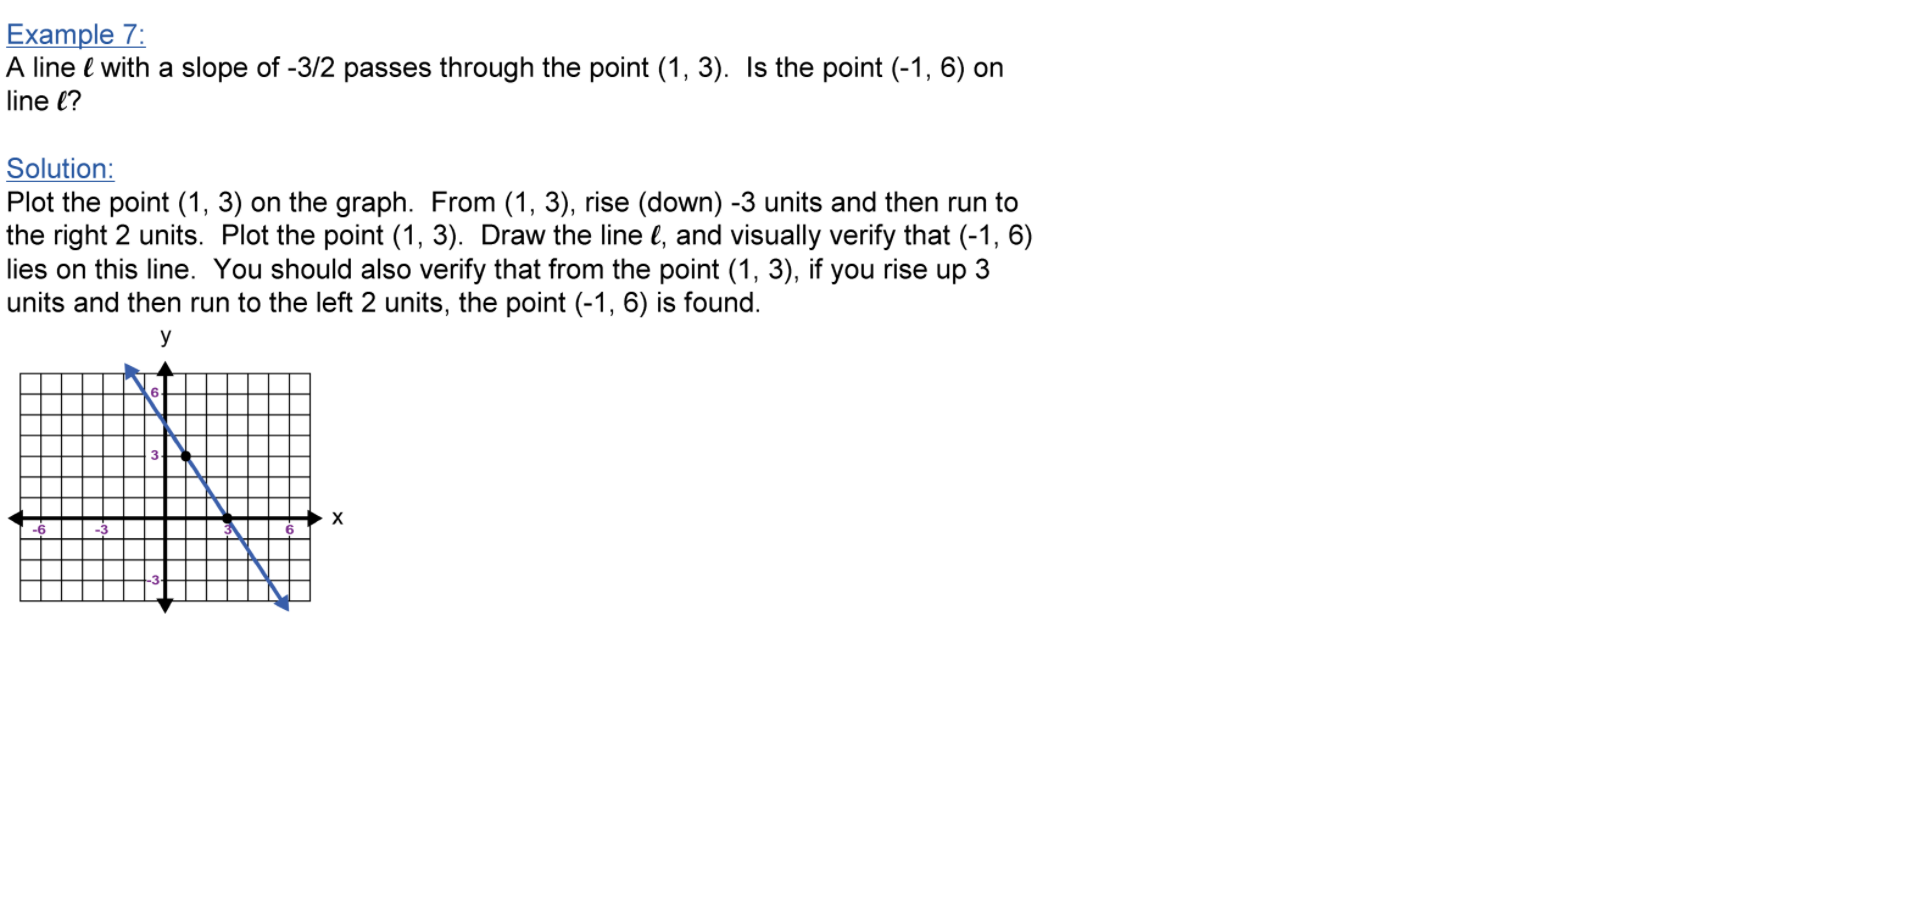 Example 7:
A line ℓ with a slope of -3/2 passes through the point (1, 3).  Is the point (-1, 6) on
line ℓ?
Solution:
Plot the point (1, 3) on the graph.  From (1, 3), rise (down) -3 units and then run to
the right 2 units.  Plot the point (1, 3).  Draw the line ℓ, and visually verify that (-1, 6)
lies on this line.  You should also verify that from the point (1, 3), if you rise up 3
units and then run to the left 2 units, the point (-1, 6) is found.
y
6
3
x
-6 -3 3 6
-3